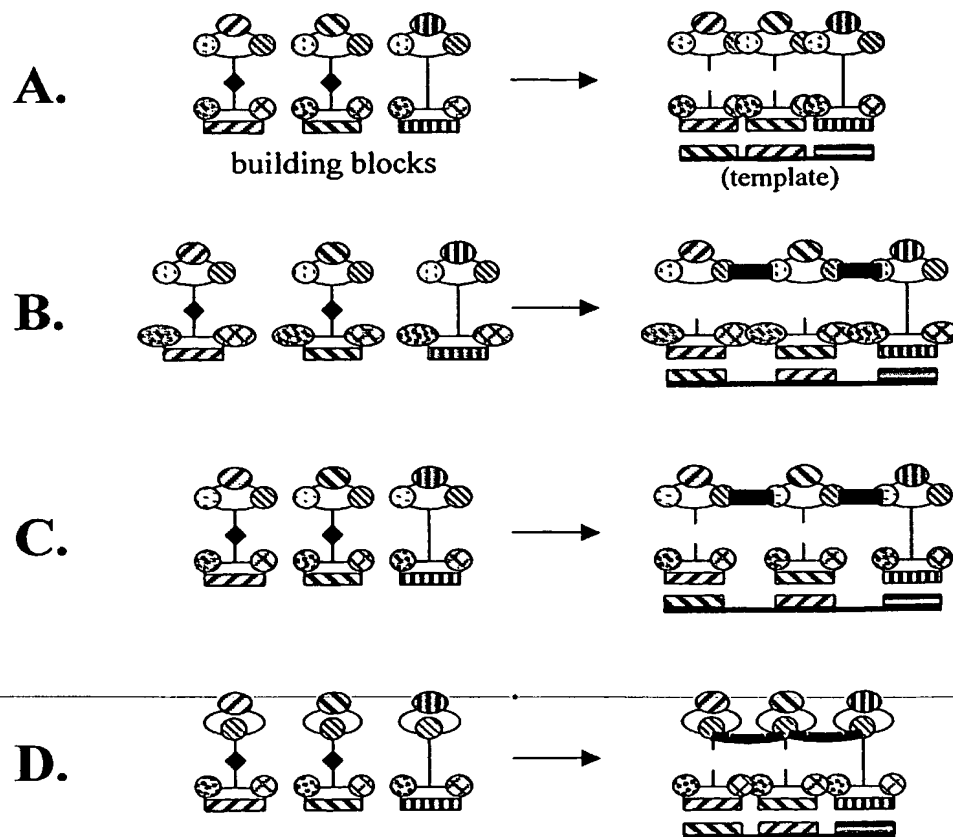 A.
building blocks
(template)
B.
C.
D.